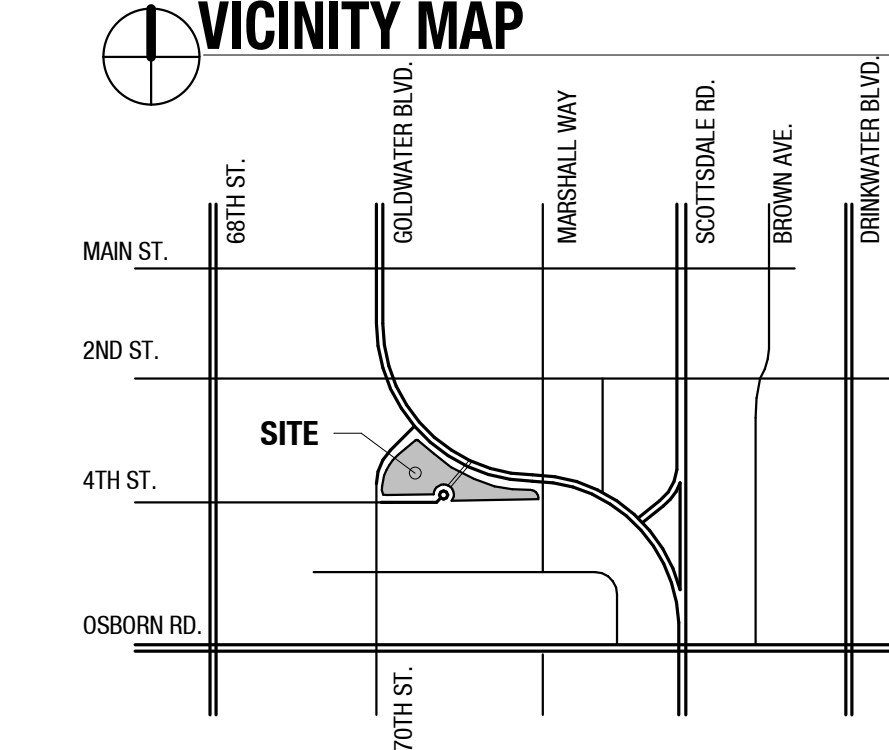 VICINITY MAP
68TH ST.
GOLDWATER BLVD.
MARSHALL WAY
SCOTTSDALE RD.
BROWN AVE.
DRINKWATER BLVD.
MAIN ST.
2ND ST.
SITE
4TH ST.
OSBORN RD.
70TH ST.